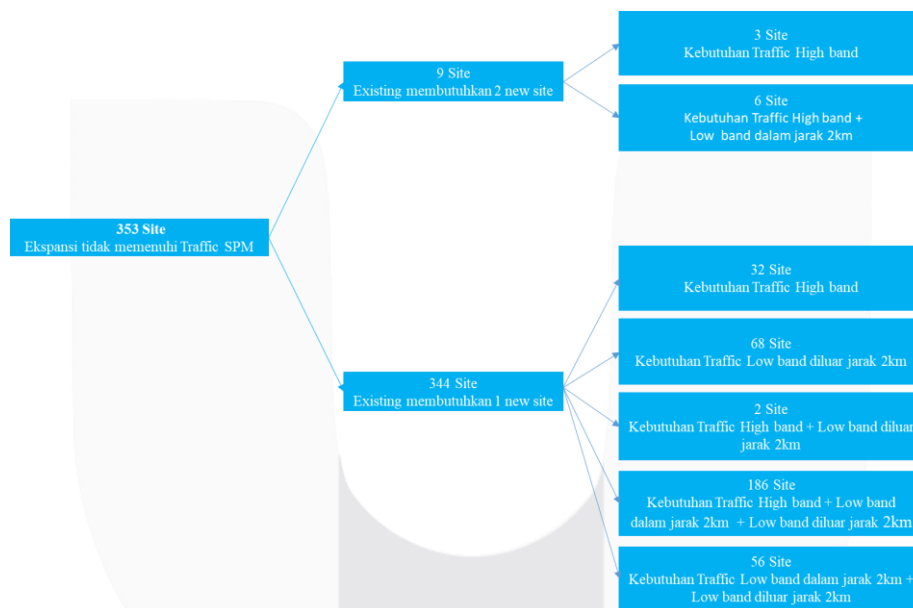 353 Site
Ekspansi tidak memenuhi Traffic SPM
9 Site
Existing membutuhkan 2 new site
3 Site
Kebutuhan Traffic High band
6 Site
Kebutuhan Traffic High band +
Low band dalam jarak 2km
344 Site
Existing membutuhkan 1 new site
32 Site
Kebutuhan Traffic High band
68 Site
Kebutuhan Traffic Low band diluar jarak 2km
2 Site
Kebutuhan Traffic High band + Low band diluar
jarak 2km
186 Site
Kebutuhan Traffic High band + Low band
dalam jarak 2km + Low band diluar jarak 2km
56 Site
Kebutuhan Traffic Low band dalam jarak 2km +
Low band diluar jarak 2km